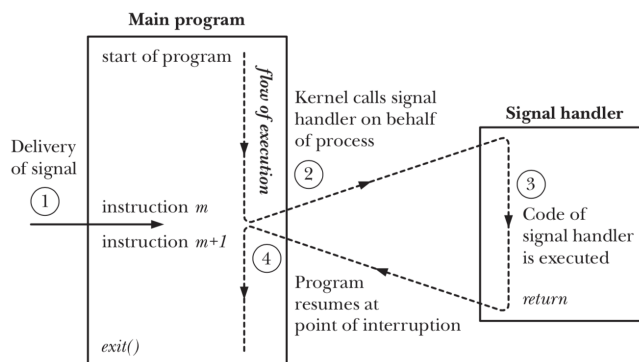 Main program
start of program
flow of execution
Kernel calls signal
handler on behalf
of process
Signal handler
Delivery
of signal
1
2
3
instruction m
instruction m+1
4
Code of
signal handler
is executed
Program
resumes at
point of interruption
return
exit()